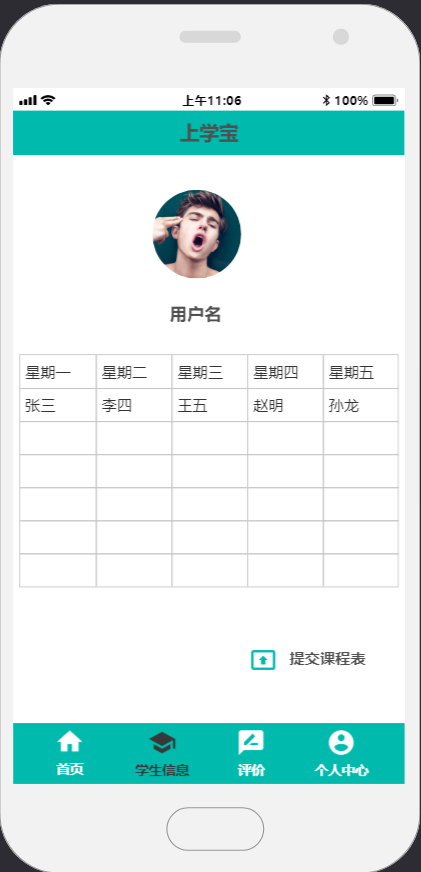 上午11:06 100%
上学宝
用户名
星期一 星期二 星期三 星期四 星期五
张三 李四 王五 赵明 孙龙
提交课程表
首页 学生信息 评价 个人中心